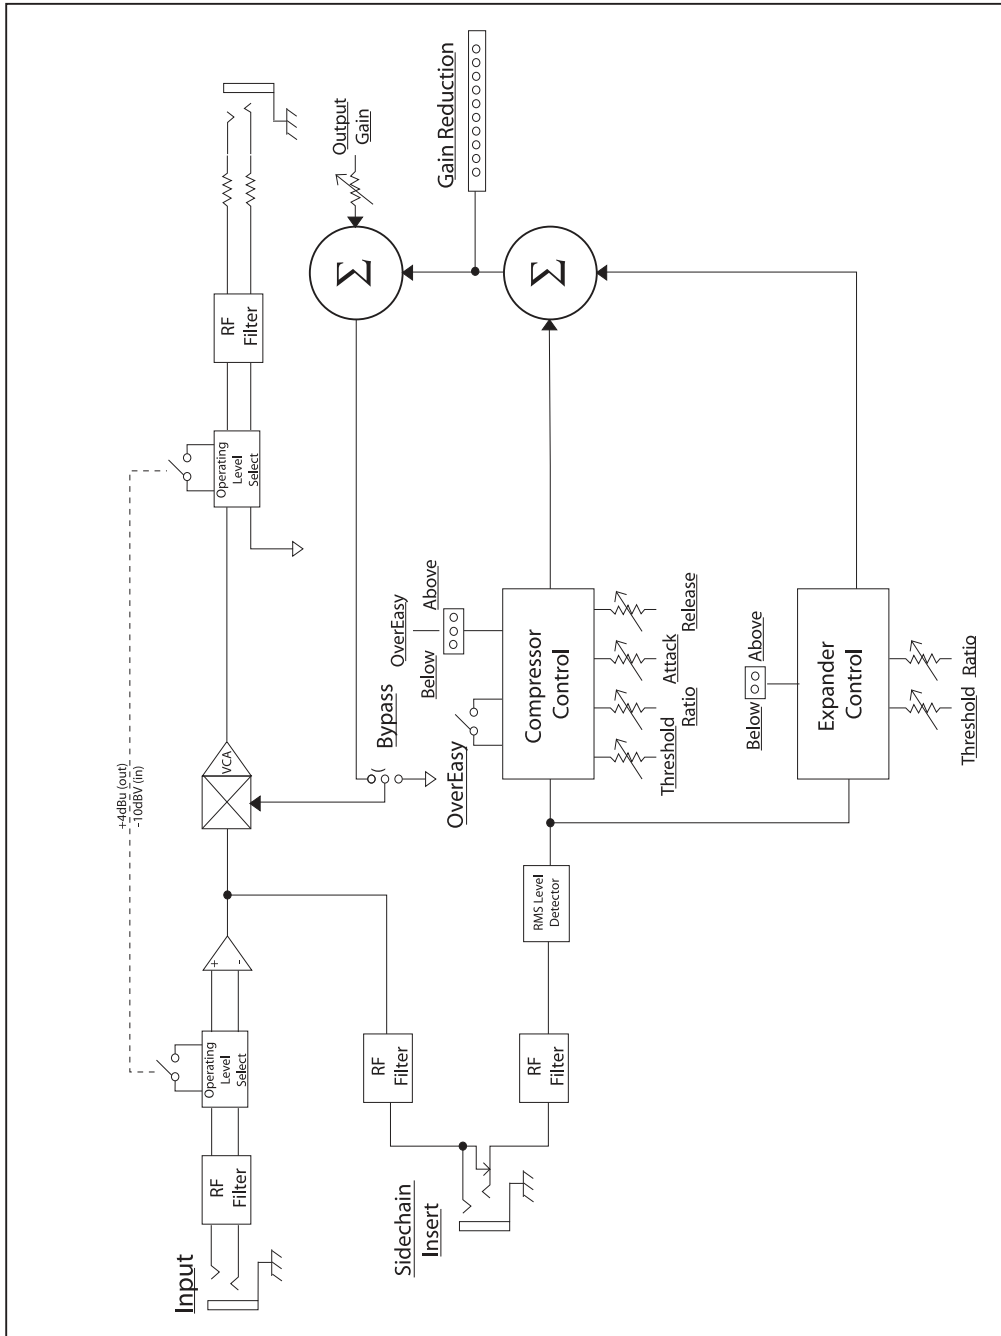 Input
RF
Filter
Operating
Level
Select
+
-
+4dBu (out)
-10dBV (in)
VCA
Operating
Level
Select
RF
Filter
Sidechain
Insert
RF
Filter
RF
Filter
RMS Level
Detector
Bypass
OverEasy
Below
OverEasy
Above
Compressor
Control
Threshold
Ratio
Attack
Release
Below
Above
Expander
Control
Threshold
Ratio
Σ
Σ
Output
Gain
Gain Reduction